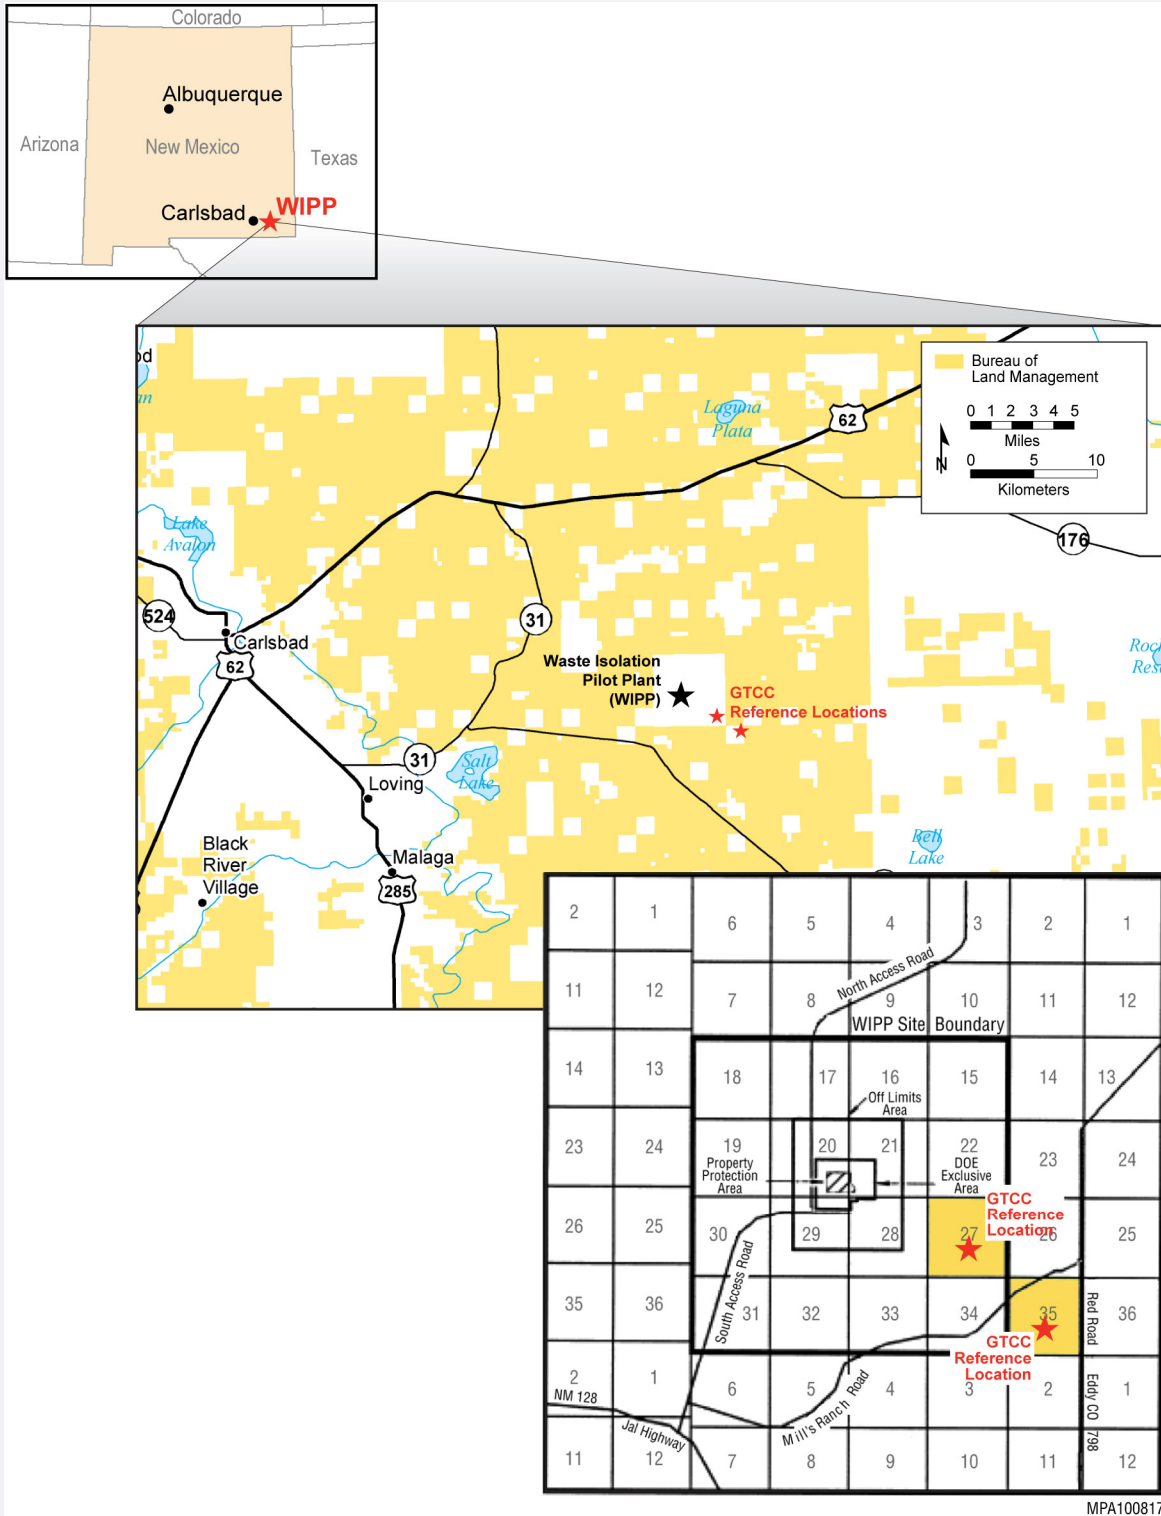 Colorado
Albuquerque
Arizona
New Mexico
Texas
Carlsbad
WIPP
Bureau of
Land Management
0 1 2 3 4 5
Miles
N
0 5 10
Kilometers
Laguna
Plata
62
176
Lake
Avalon
524
Carlsbad
62
31
Waste Isolation
Pilot Plant
(WIPP)
GTCC
Reference Locations
31
Salt
Lake
Loving
Black
River
Village
Malaga
285
Bell
Lake
2 1 6 5 4 3 2 1
North Access Road
11 12 7 8 9 10 11 12
WIPP Site Boundary
14 13 18 17 16 15 14 13
Off Limits
Area
23 24 19 20 21 22 23 24
Property
Protection
Area
DOE
Exclusive
Area
GTCC
Reference
Location
26 25 30 29 28 27 26 25
South Access Road
35 36 31 32 33 34 35 36
Red Road
GTCC
Reference
Location
2 1 6 5 4 3 2 1
NM 128
Jal Highway
Mill's Ranch Road
Eddy CO 798
11 12 7 8 9 10 11 12
MPA100817